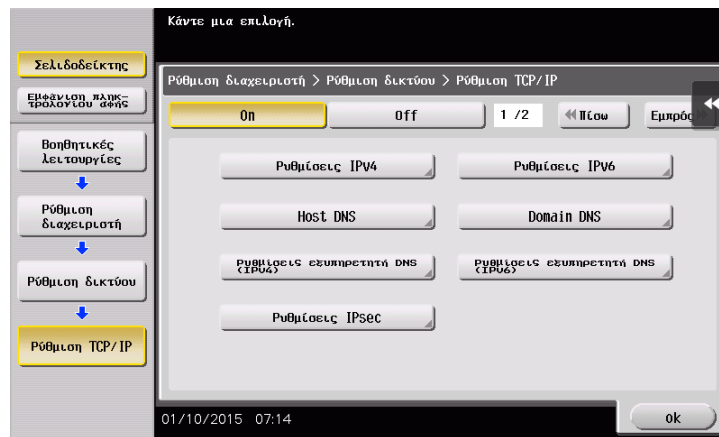 Κάντε μια επιλογή.
Σελιδοδείκτης
Εμφάνιση πληκ-
τρολογίου αφής
Βοηθητικές
λειτουργίες
Ρύθμιση
διαχειριστή
Ρύθμιση δικτύου
Ρύθμιση TCP/IP
Ρύθμιση διαχειριστή > Ρύθμιση δικτύου > Ρύθμιση TCP/IP
On
Off
1 /2
Πίσω
Εμπρός
Ρυθμίσεις IPv4
Ρυθμίσεις IPv6
Host DNS
Domain DNS
Ρυθμίσεις εξυπηρετητή DNS
(IPv4)
Ρυθμίσεις εξυπηρετητή DNS
(IPv6)
Ρυθμίσεις IPsec
01/10/2015 07:14
ok